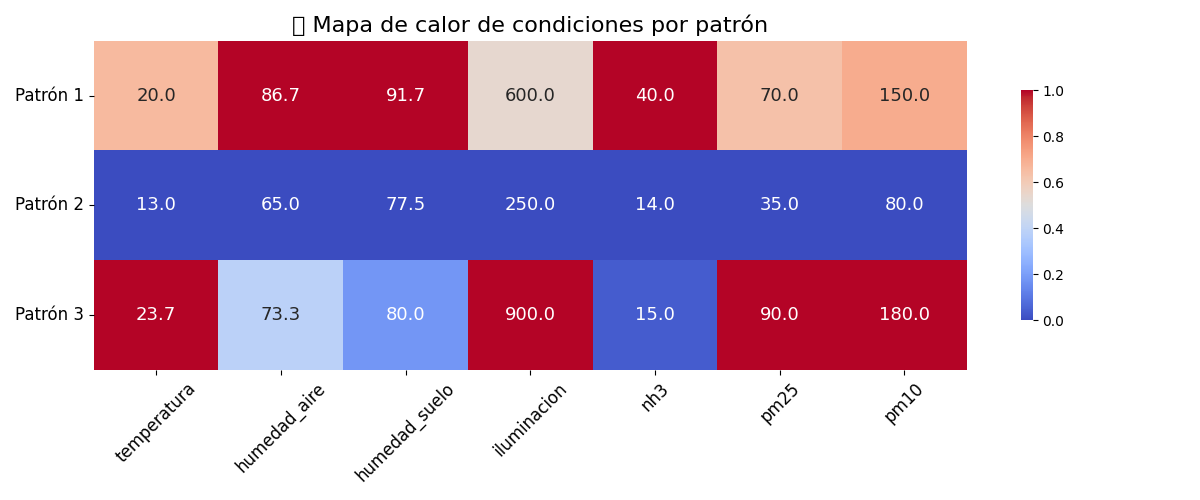 Mapa de calor de condiciones por patrón
Patrón 1 20.0 86.7 91.7 600.0 40.0 70.0 150.0
Patrón 2 13.0 65.0 77.5 250.0 14.0 35.0 80.0
Patrón 3 23.7 73.3 80.0 900.0 15.0 90.0 180.0
temperatura humedad_aire humedad_suelo iluminacion nh3 pm25 pm10
1.0
0.8
0.6
0.4
0.2
0.0